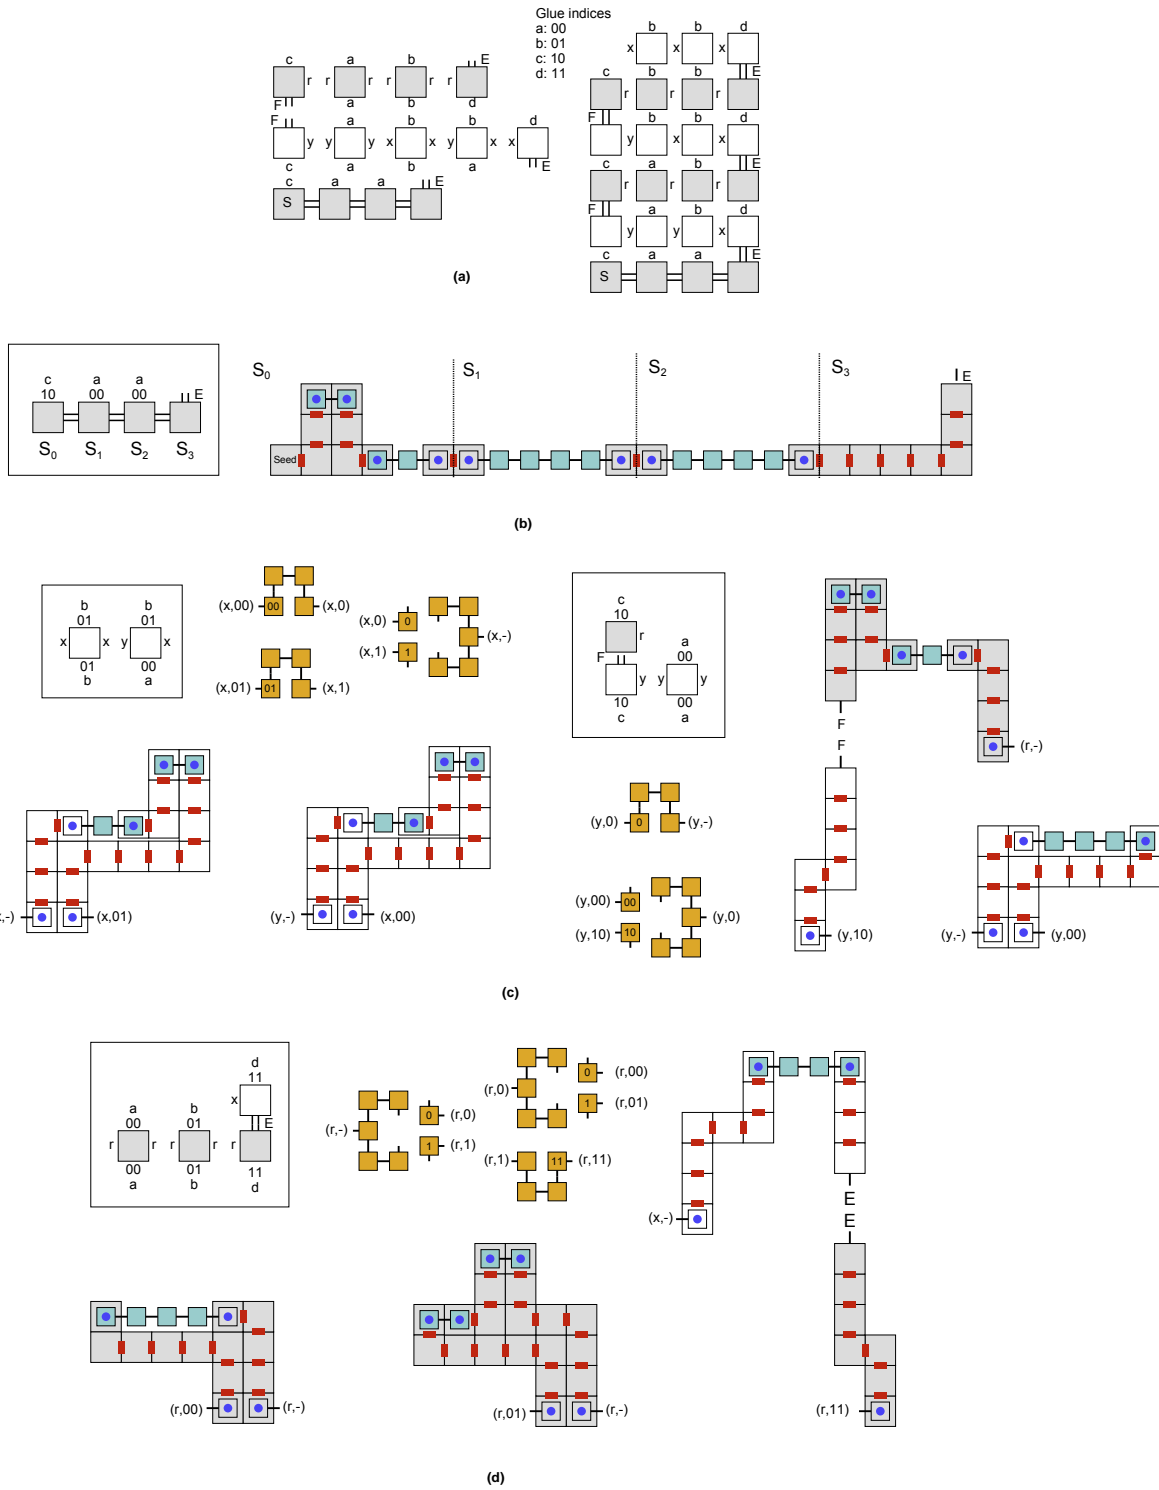 Glue indices
a: 00
b: 01
c: 10
d: 11
c a b E
r r r r r r
F a b d
F a b b d
y y y x x y x x
c a b a E
c a a E
S
b b d
x x x
c b b E
r r r
F b b d
y x x
c a b E
r r r
F a b d
y y x
c a a E
S
(a)
c a a E
10 00 00
S0 S1 S2 S3
S0 S1 S2 S3
E
Seed
(b)
b b
01 01
x x y x
01 00
b a
(x,00) 00 (x,0)
(x,01) 01 (x,1)
(x,0) 0
(x,-)
(x,1) 1
c
10
r a
F 00
y y y
10 00
c a
F
F
(r,-)
(y,0) 0 (y,-)
(y,00) 00
(y,0)
(y,10) 10
(x,01)
(y,-) (x,00)
(y,10)
(y,-) (y,00)
(c)
d
11
x
a b E
00 01
r r r r
00 01 11
a b d
(r,-)
0 (r,0)
1 (r,1)
(r,0)
0 (r,00)
1 (r,01)
(r,1) 11 (r,11)
(x,-)
E
E
(r,00) (r,-)
(r,01) (r,-)
(r,11)
(d)